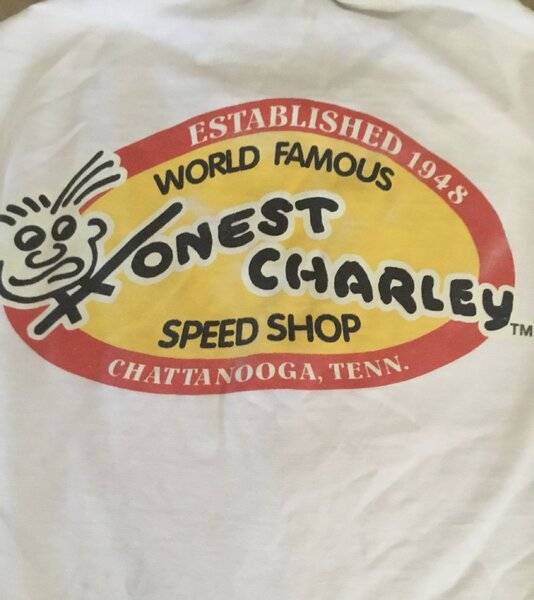 ESTABLISHED 1948
WORLD FAMOUS
HONEST
CHARLEY
TM
SPEED SHOP
CHATTANOOGA, TENN.